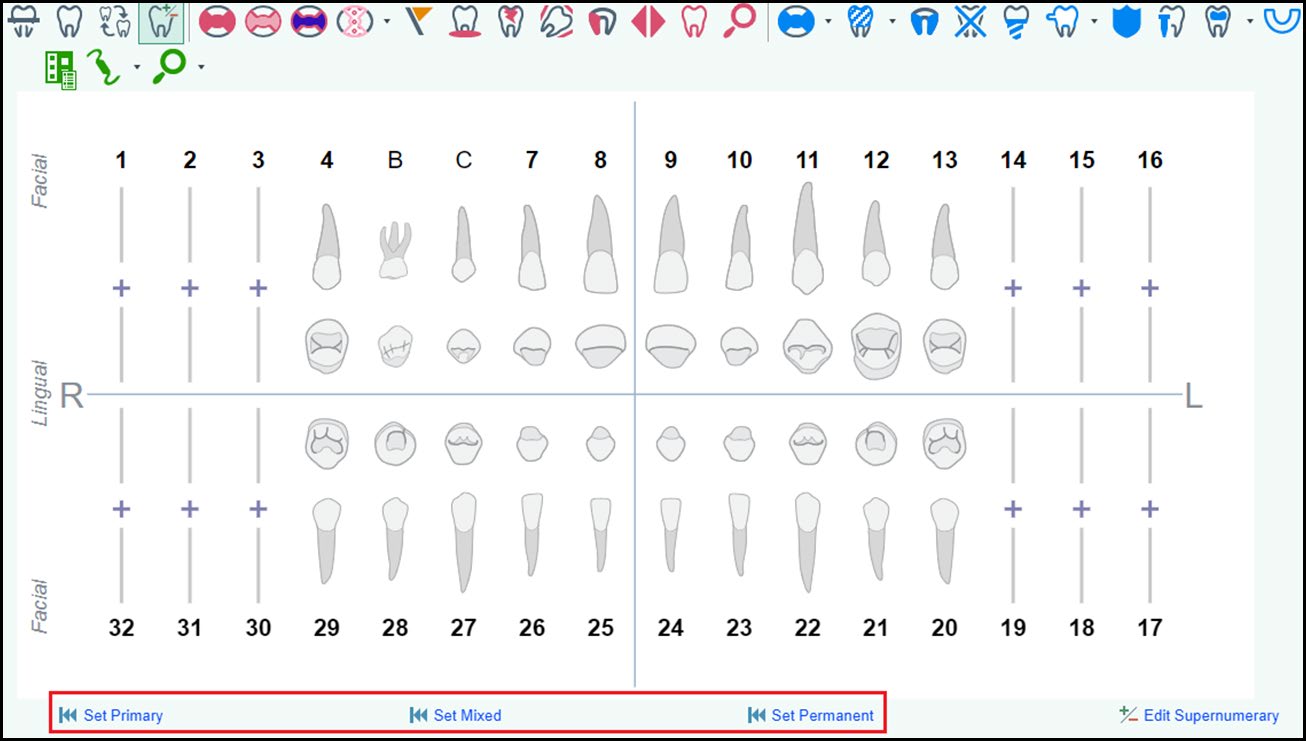 Facial
1 2 3 4 B C 7 8 9 10 11 12 13 14 15 16
Lingual
R L
Facial
32 31 30 29 28 27 26 25 24 23 22 21 20 19 18 17
Set Primary Set Mixed Set Permanent Edit Supernumerary